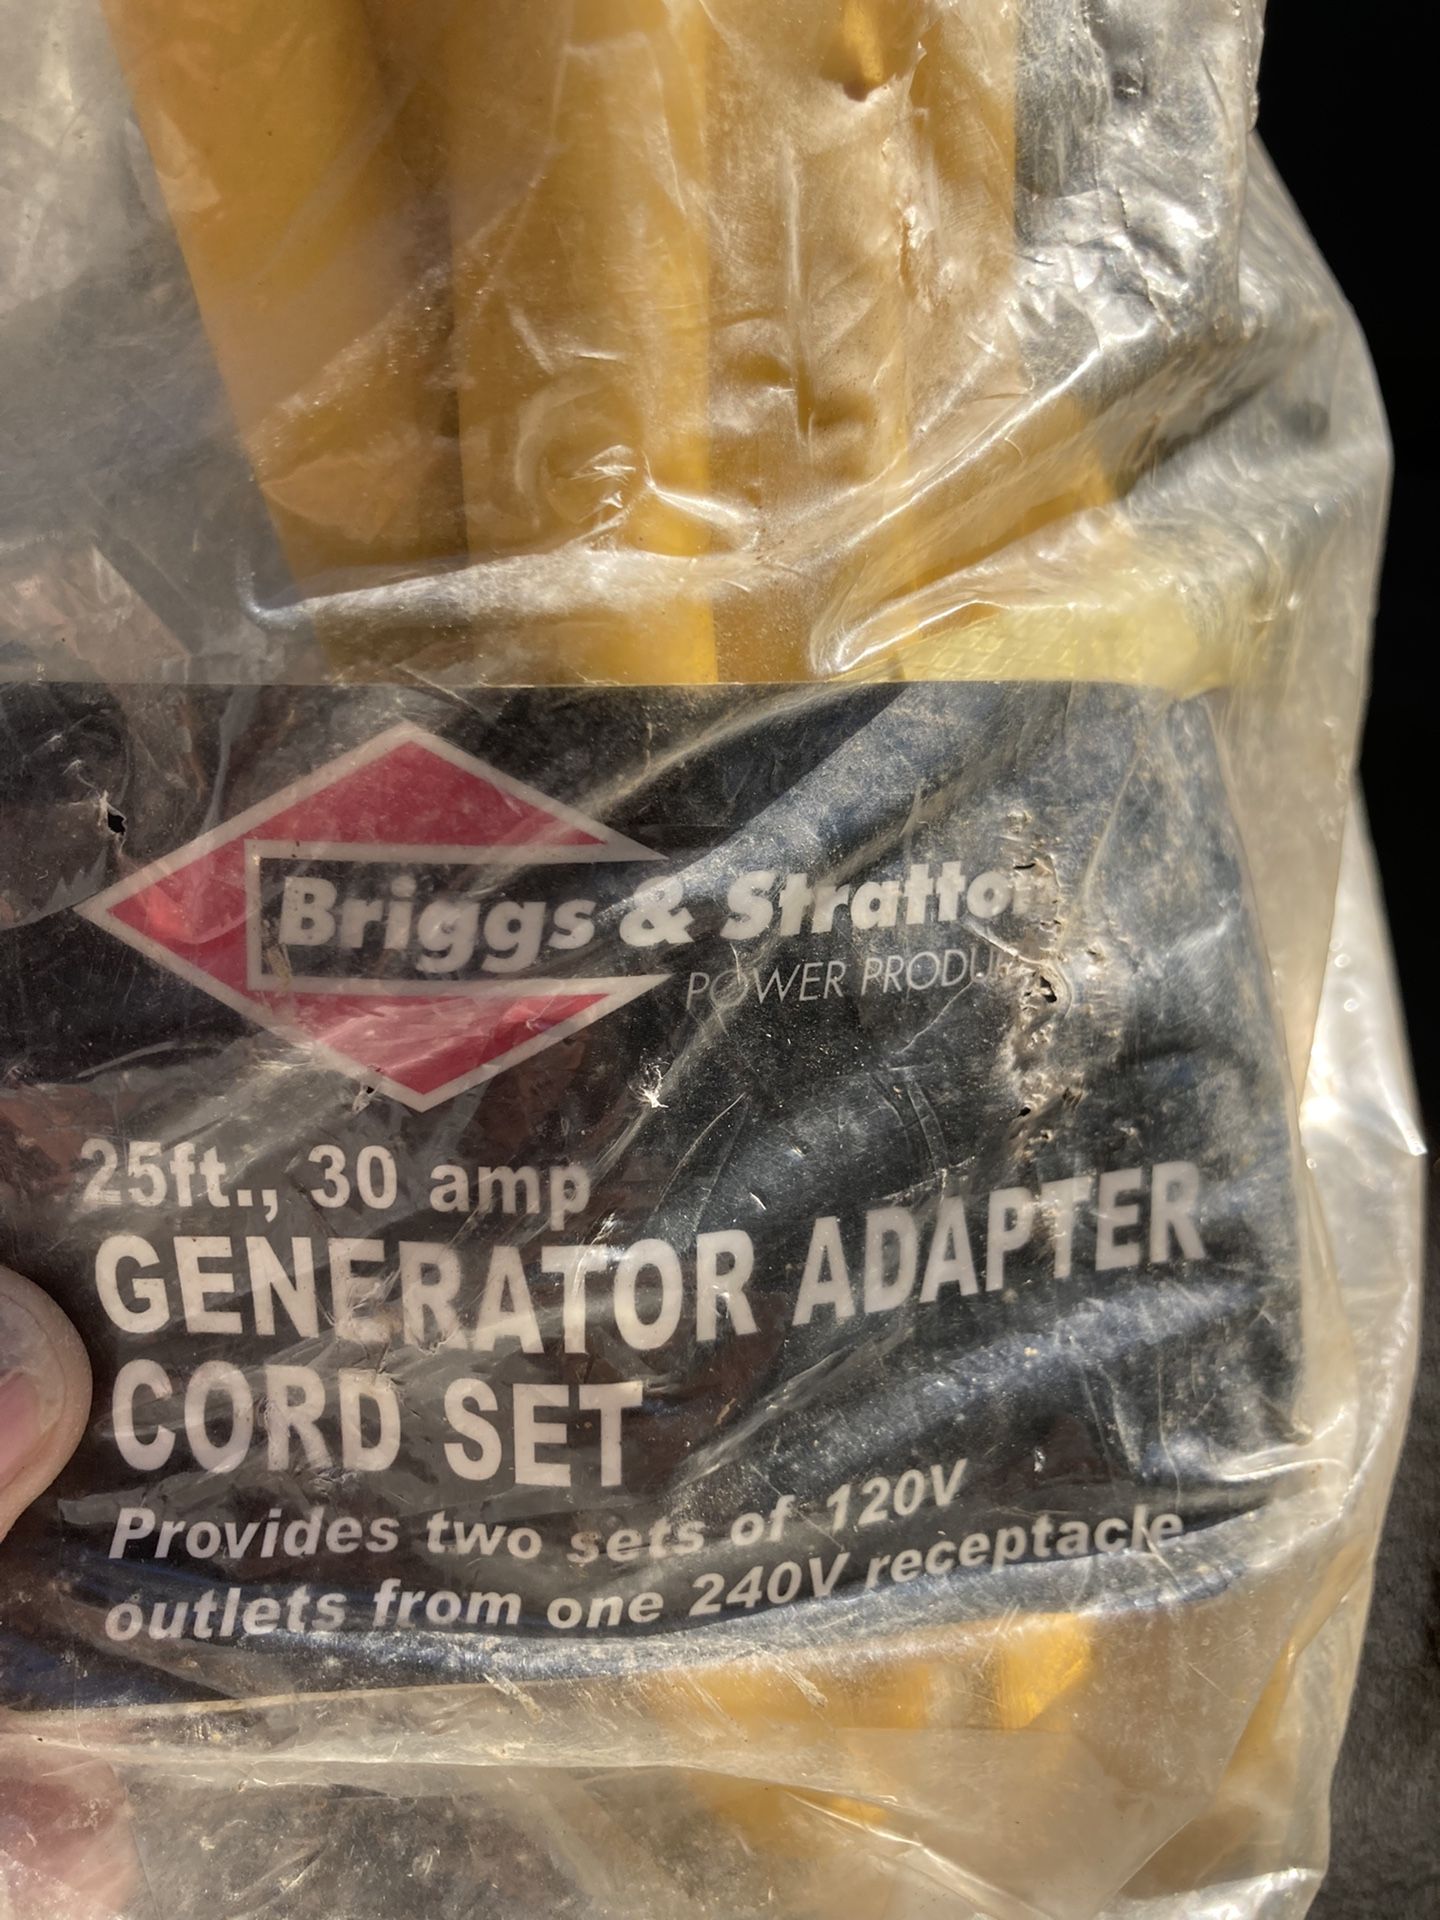 Briggs & Stratton
POWER PRODU
25ft., 30 amp
GENERATOR ADAPTER
CORD SET
Provides two sets of 120V
outlets from one 240V receptacle